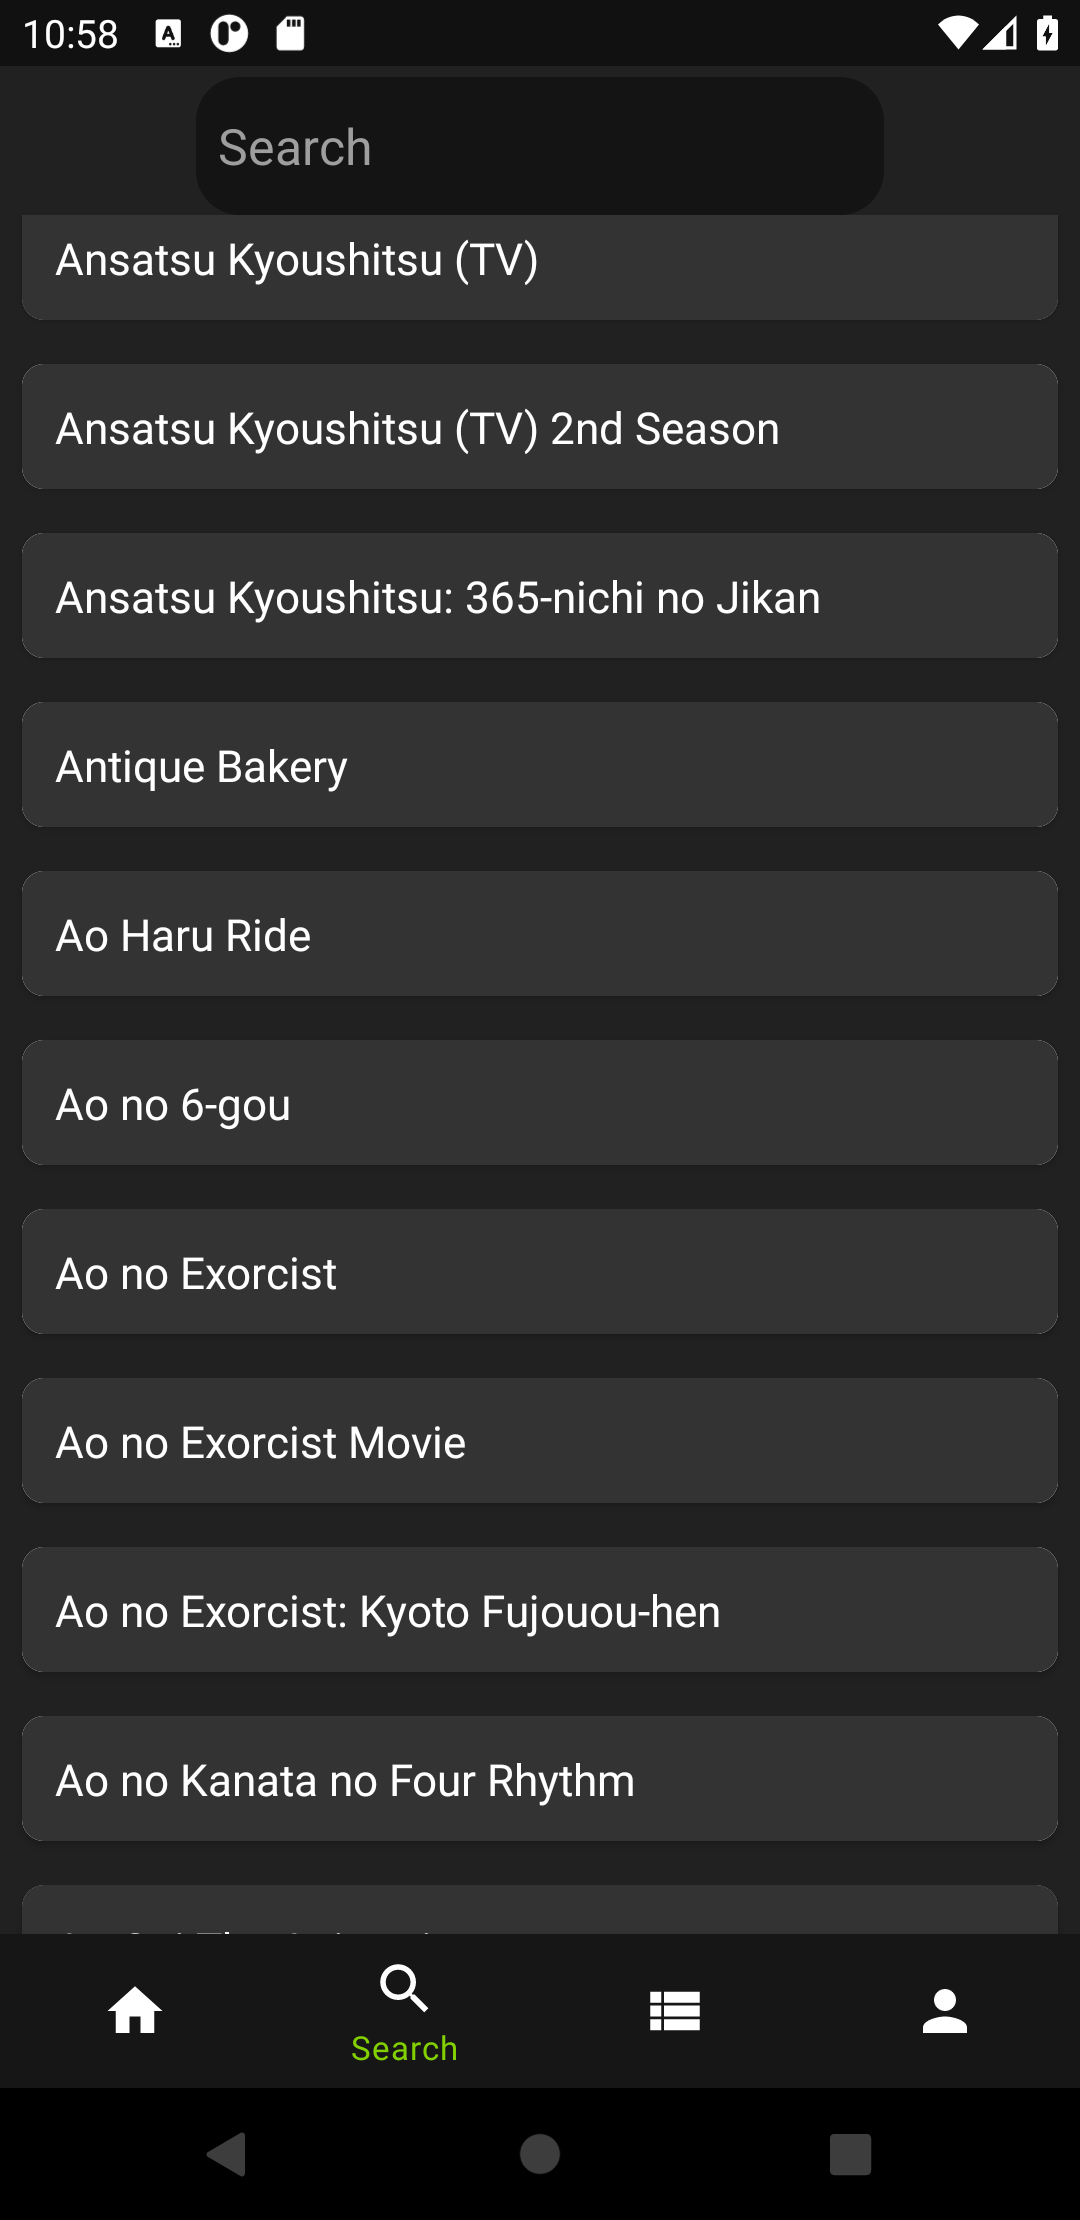 10:58
Search
Ansatsu Kyoushitsu (TV)
Ansatsu Kyoushitsu (TV) 2nd Season
Ansatsu Kyoushitsu: 365-nichi no Jikan
Antique Bakery
Ao Haru Ride
Ao no 6-gou
Ao no Exorcist
Ao no Exorcist Movie
Ao no Exorcist: Kyoto Fujouou-hen
Ao no Kanata no Four Rhythm
Search